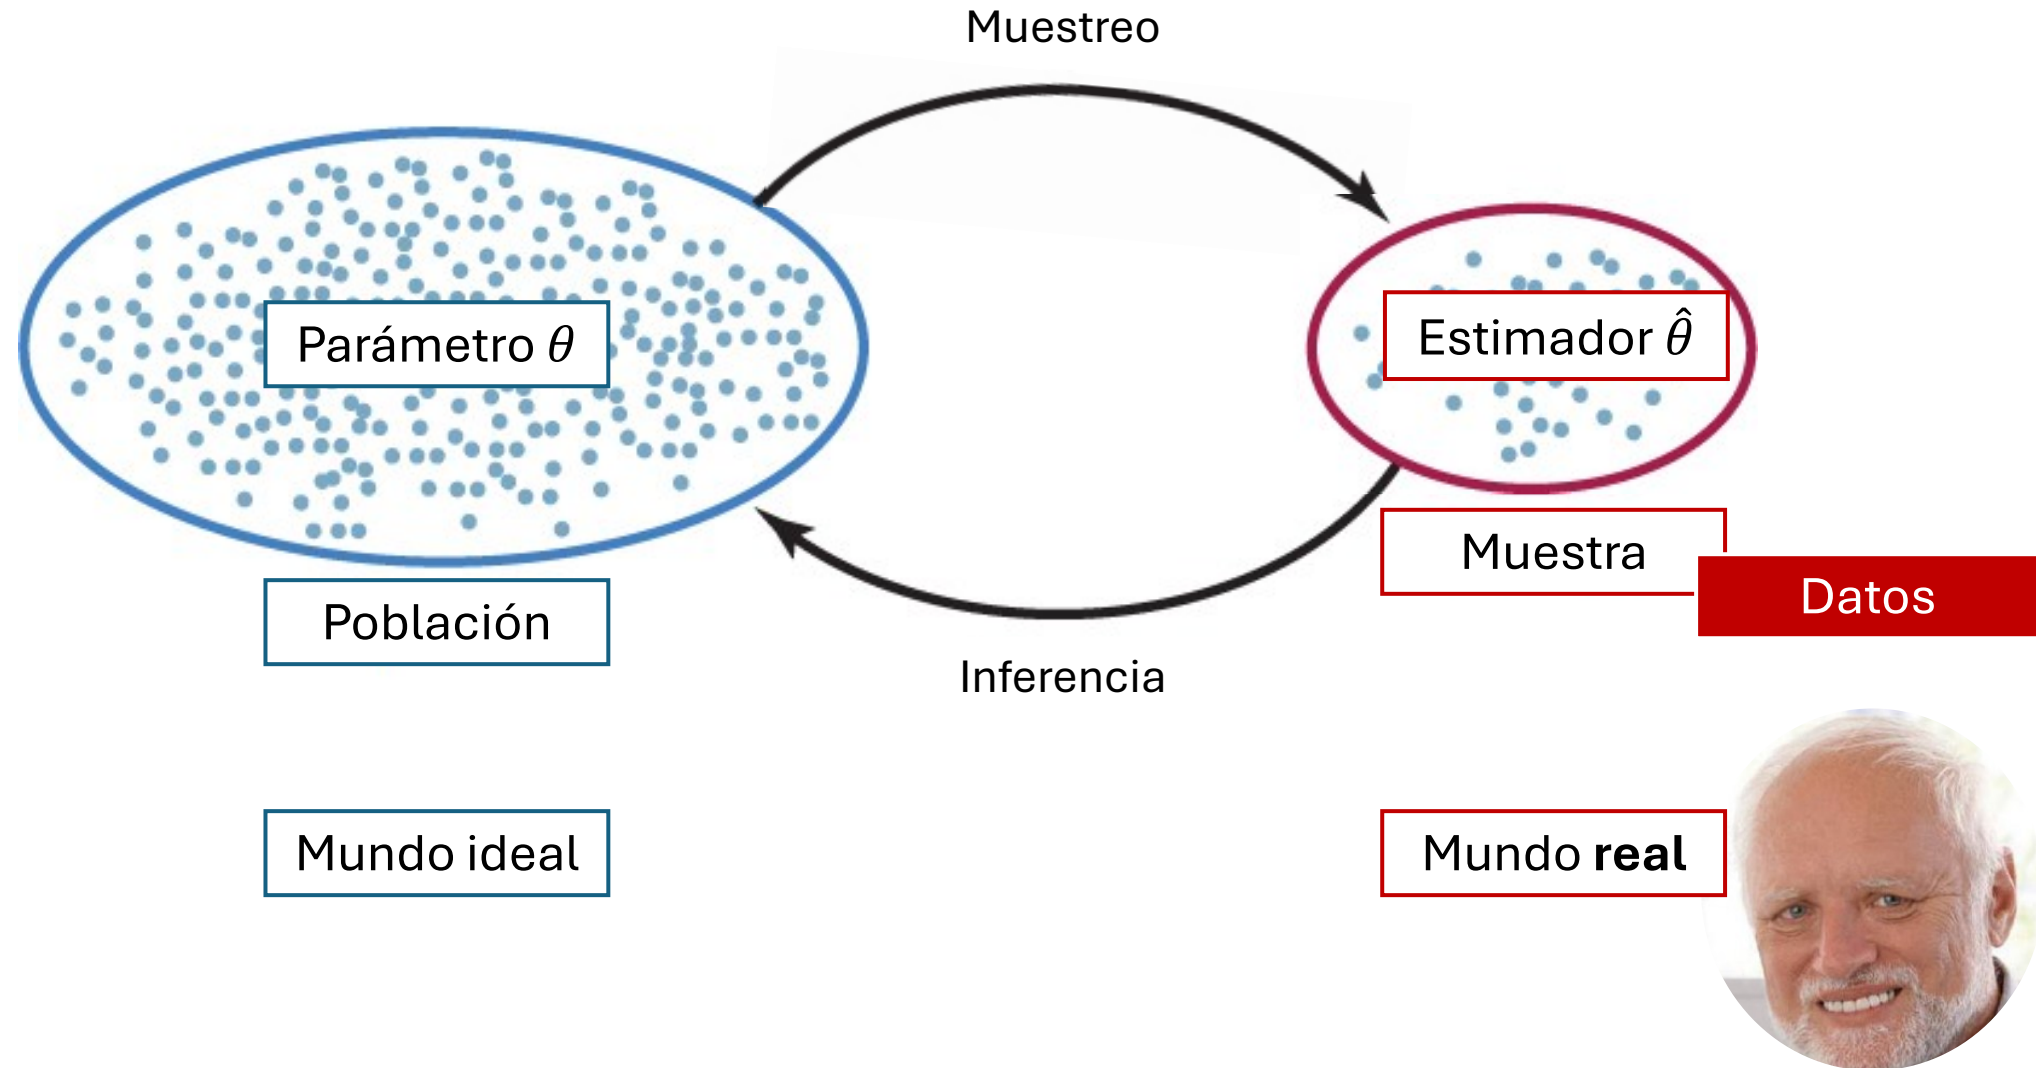 Muestreo
Parámetro θ
Estimador θ̂
Muestra
Datos
Población
Inferencia
Mundo ideal
Mundo real